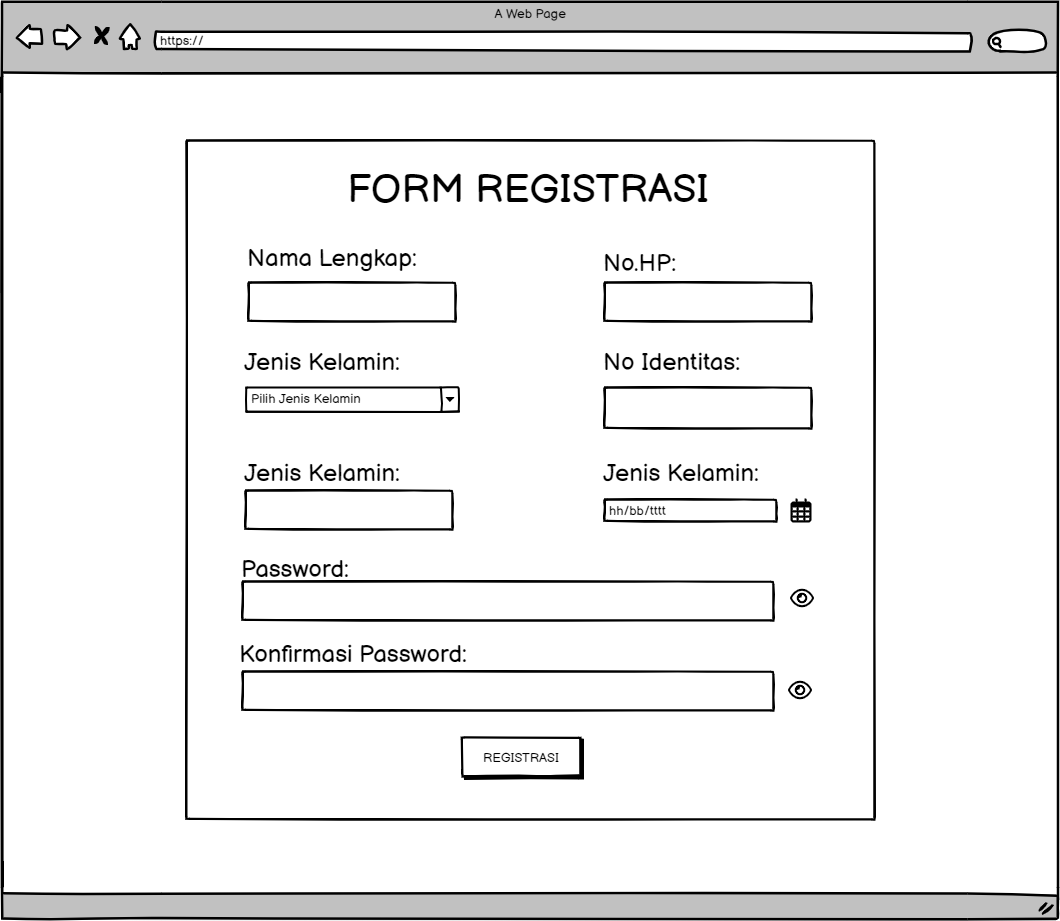 A Web Page
https://
FORM REGISTRASI
Nama Lengkap:
No.HP:
Jenis Kelamin:
No Identitas:
Pilih Jenis Kelamin
Jenis Kelamin:
Jenis Kelamin:
hh/bb/tttt
Password:
Konfirmasi Password:
REGISTRASI